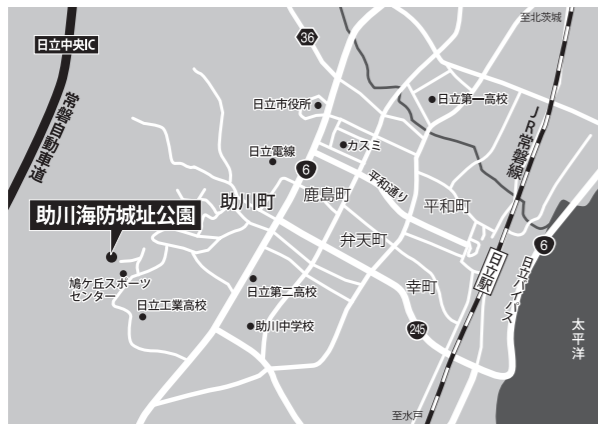 至北茨城
日立中央IC
36
日立市役所
日立第一高校
JR常磐線
常磐自動車道
カスミ
日立電線
6
平和通り
助川町
鹿島町
平和町
助川海防城址公園
弁天町
6
日立駅
日立バイパス
鳩ケ丘スポーツ
センター
日立第二高校
幸町
日立工業高校
助川中学校
245
太平洋
至水戸